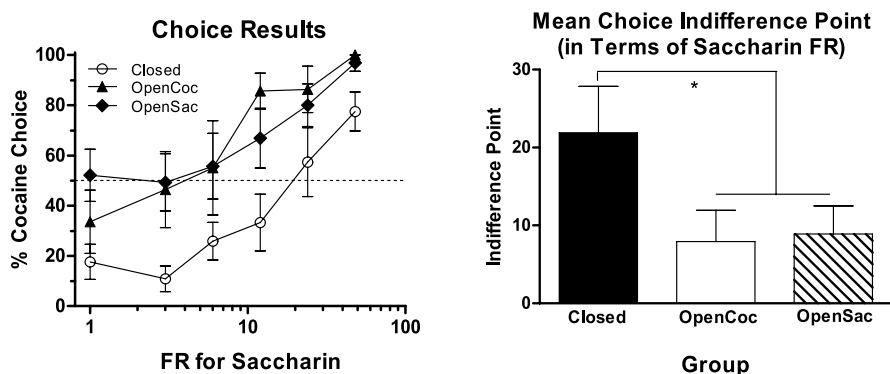 Choice Results
Closed
OpenCoc
OpenSac
% Cocaine Choice
100
80
60
40
20
0
1
10
100
FR for Saccharin
Mean Choice Indifference Point
(in Terms of Saccharin FR)
Indifference Point
30
20
10
0
*
Closed
OpenCoc
OpenSac
Group